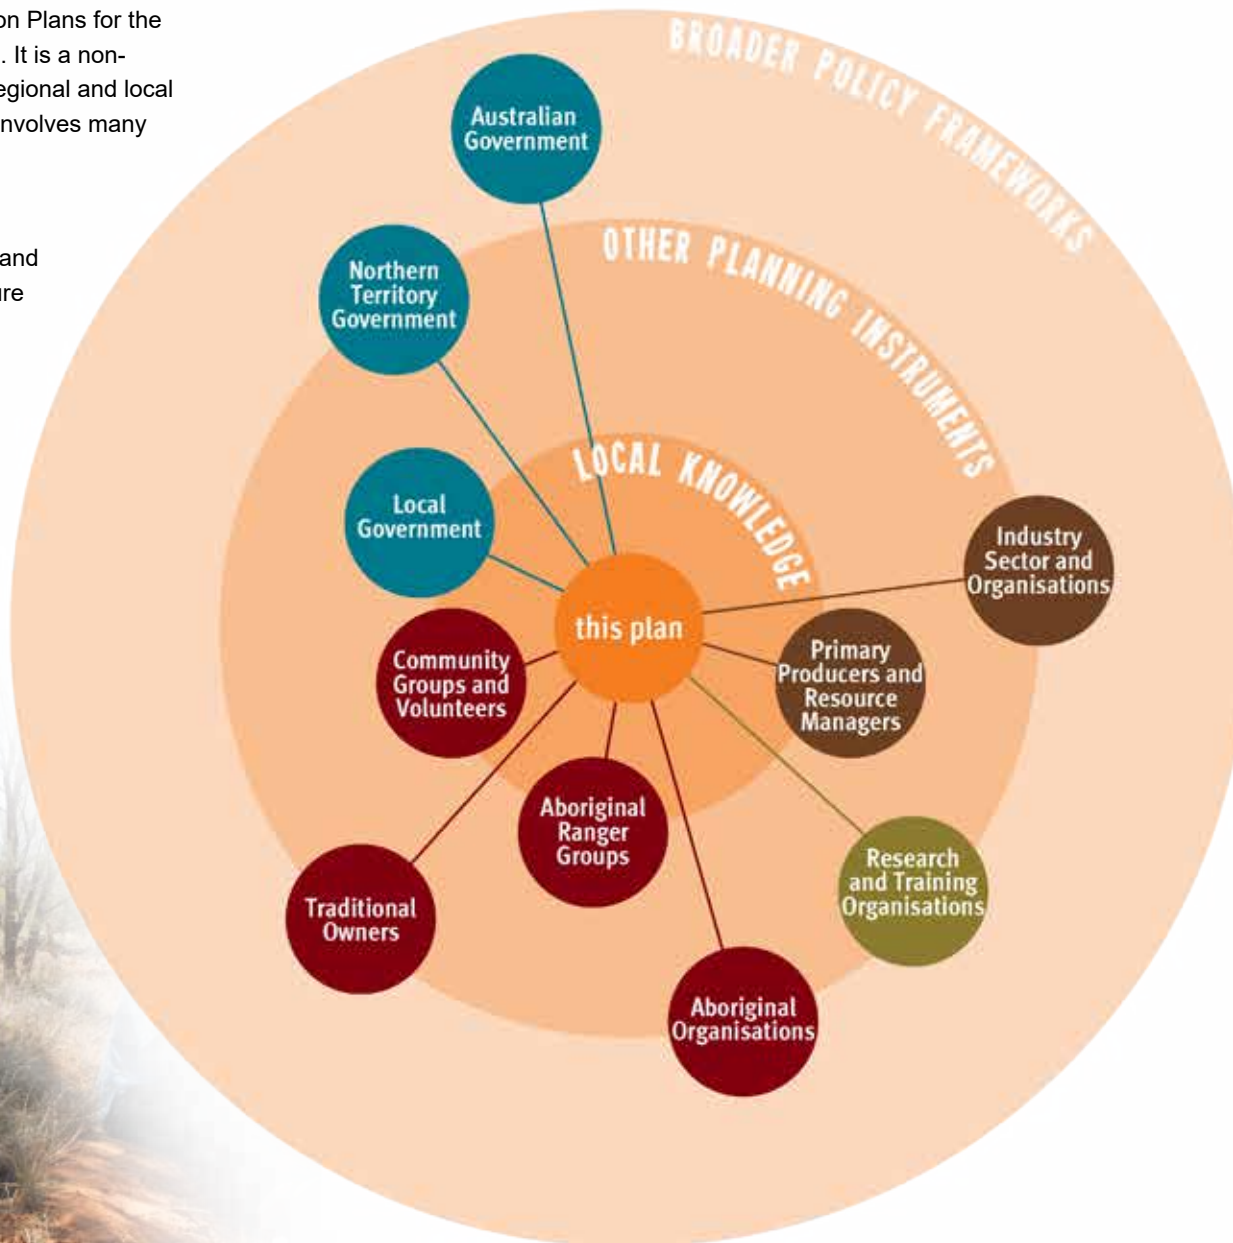 on Plans for the
. It is a non-
egional and local
nvolves many
and
ure
BROADER POLICY FRAMEWORKS
Australian
Government
OTHER PLANNING INSTRUMENTS
Northern
Territory
Government
LOCAL KNOWLEDGE
Local
Government
Industry
Sector and
Organisations
this plan
Community
Groups and
Volunteers
Primary
Producers and
Resource
Managers
Aboriginal
Ranger
Groups
Research
and Training
Organisations
Traditional
Owners
Aboriginal
Organisations